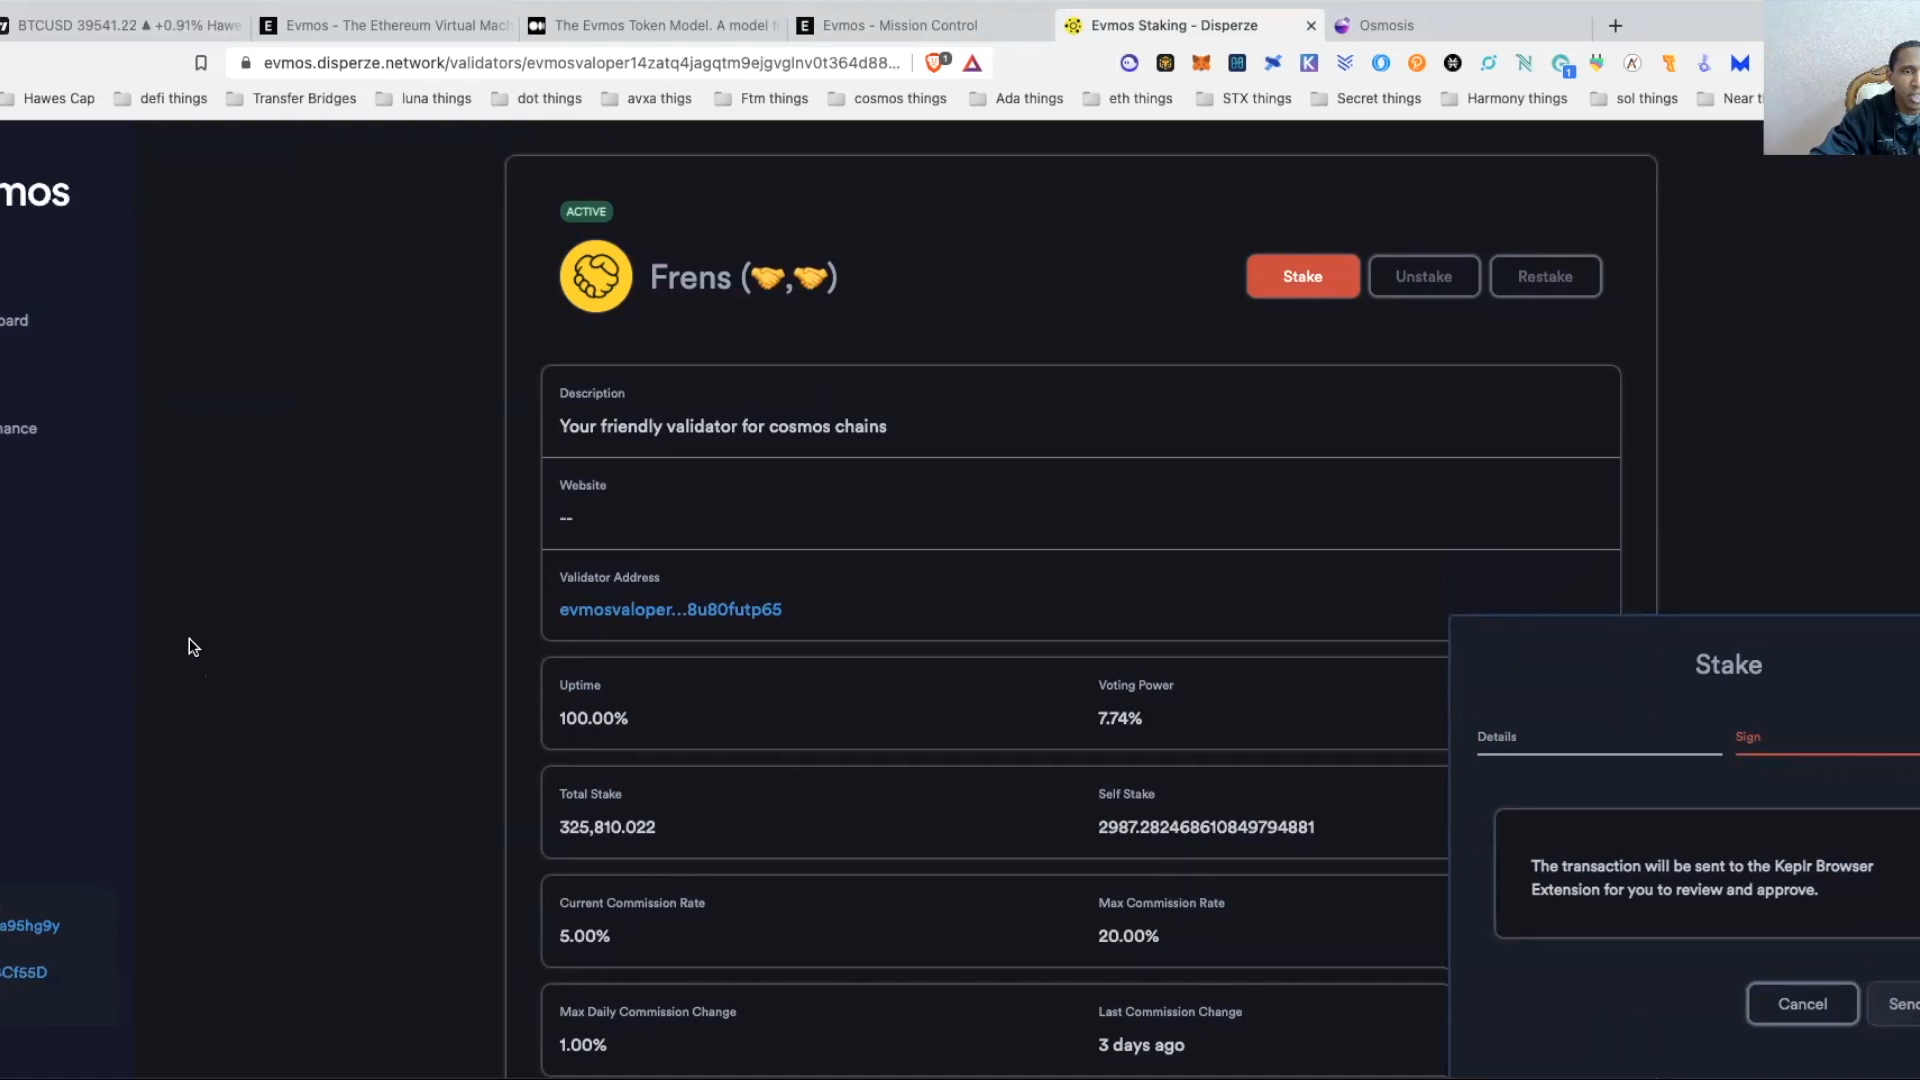 BTCUSD 39541.22 ▲ +0.91% Hawe
Evmos - The Ethereum Virtual Mach
The Evmos Token Model. A model fo
Evmos - Mission Control
Evmos Staking - Disperze
Osmosis
evmos.disperze.network/validators/evmosvaloper14zatq4jagqtm9ejgvglnv0t364d88...
1
1
Hawes Cap
defi things
Transfer Bridges
luna things
dot things
avxa thigs
Ftm things
cosmos things
Ada things
eth things
STX things
Secret things
Harmony things
sol things
Near t
mos
ACTIVE
Frens (🤝,🤝)
Stake
Unstake
Restake
oard
nance
Description
Your friendly validator for cosmos chains
Website
--
Validator Address
evmosvaloper...8u80futp65
Uptime
100.00%
Voting Power
7.74%
Total Stake
325,810.022
Self Stake
2987.282468610849794881
Current Commission Rate
5.00%
Max Commission Rate
20.00%
Max Daily Commission Change
1.00%
Last Commission Change
3 days ago
a95hg9y
Cf55D
Stake
Details
Sign
The transaction will be sent to the Keplr Browser
Extension for you to review and approve.
Cancel
Send